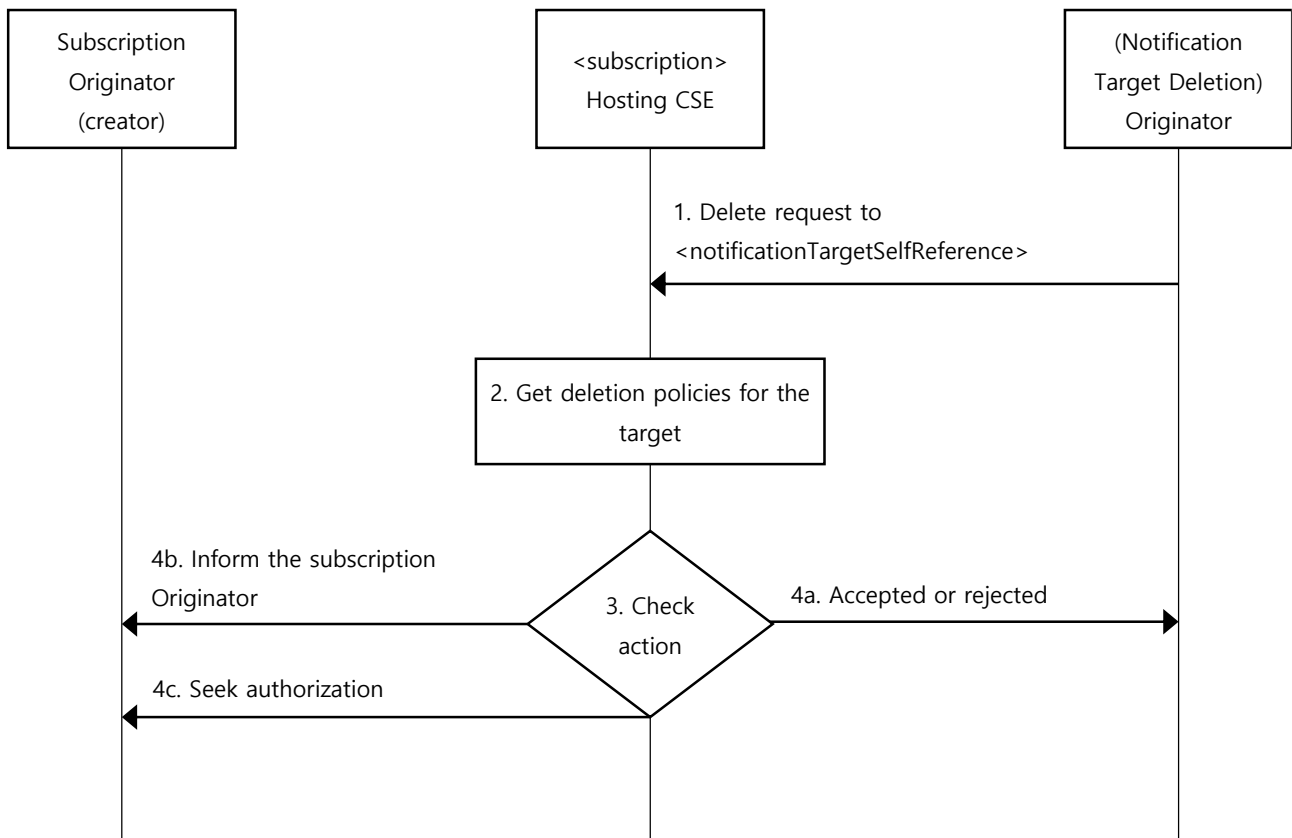 Subscription
Originator
(creator)
<subscription>
Hosting CSE
(Notification
Target Deletion)
Originator
1. Delete request to
<notificationTargetSelfReference>
2. Get deletion policies for the
target
4b. Inform the subscription
Originator
3. Check
action
4a. Accepted or rejected
4c. Seek authorization